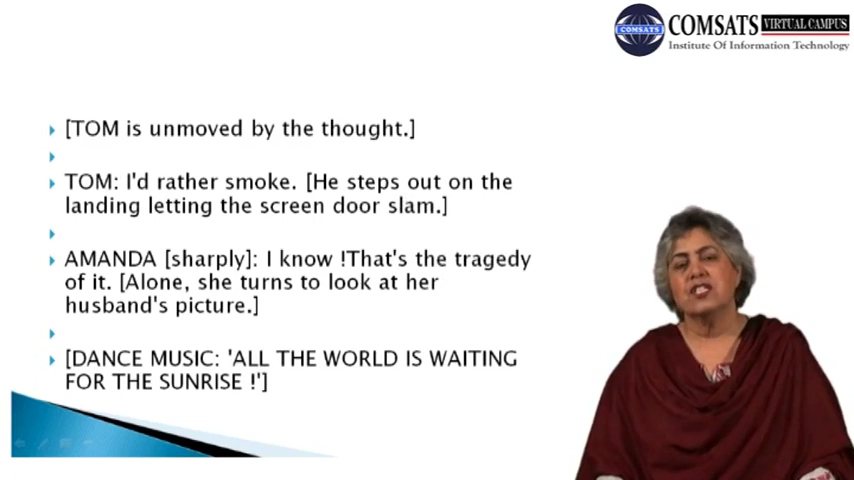 COMSATS
COMSATS VIRTUAL CAMPUS
Institute Of Information Technology
[TOM is unmoved by the thought.]
TOM: I'd rather smoke. [He steps out on the
landing letting the screen door slam.]
AMANDA [sharply]: I know !That's the tragedy
of it. [Alone, she turns to look at her
husband's picture.]
[DANCE MUSIC: 'ALL THE WORLD IS WAITING
FOR THE SUNRISE !']